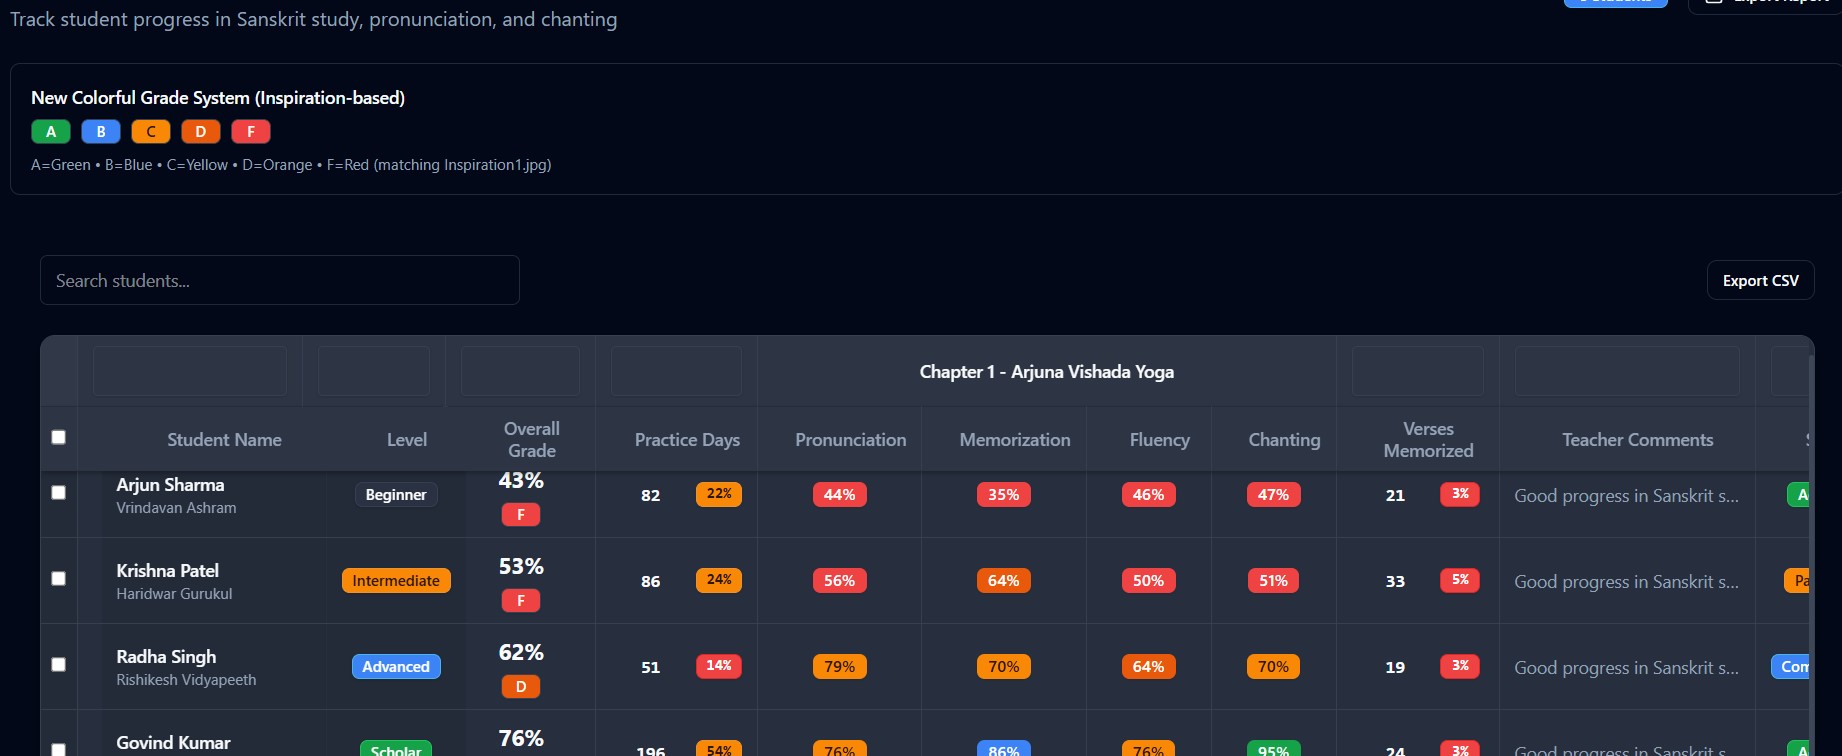 Track student progress in Sanskrit study, pronunciation, and chanting
New Colorful Grade System (Inspiration-based)
A B C D F
A=Green • B=Blue • C=Yellow • D=Orange • F=Red (matching Inspiration1.jpg)
Search students...
Export CSV
Chapter 1 - Arjuna Vishada Yoga
Student Name
Level
Overall
Grade
Practice Days
Pronunciation
Memorization
Fluency
Chanting
Verses
Memorized
Teacher Comments
Arjun Sharma
Vrindavan Ashram
Beginner
43%
F
82 22% 44% 35% 46% 47% 21 3% Good progress in Sanskrit s... A
Krishna Patel
Haridwar Gurukul
Intermediate
53%
F
86 24% 56% 64% 50% 51% 33 5% Good progress in Sanskrit s... Pa
Radha Singh
Rishikesh Vidyapeeth
Advanced
62%
D
51 14% 79% 70% 64% 70% 19 3% Good progress in Sanskrit s... Com
Govind Kumar
Scholar
76%
196 54% 76% 86% 76% 95% 24 3% Good progress in Sanskrit s... A